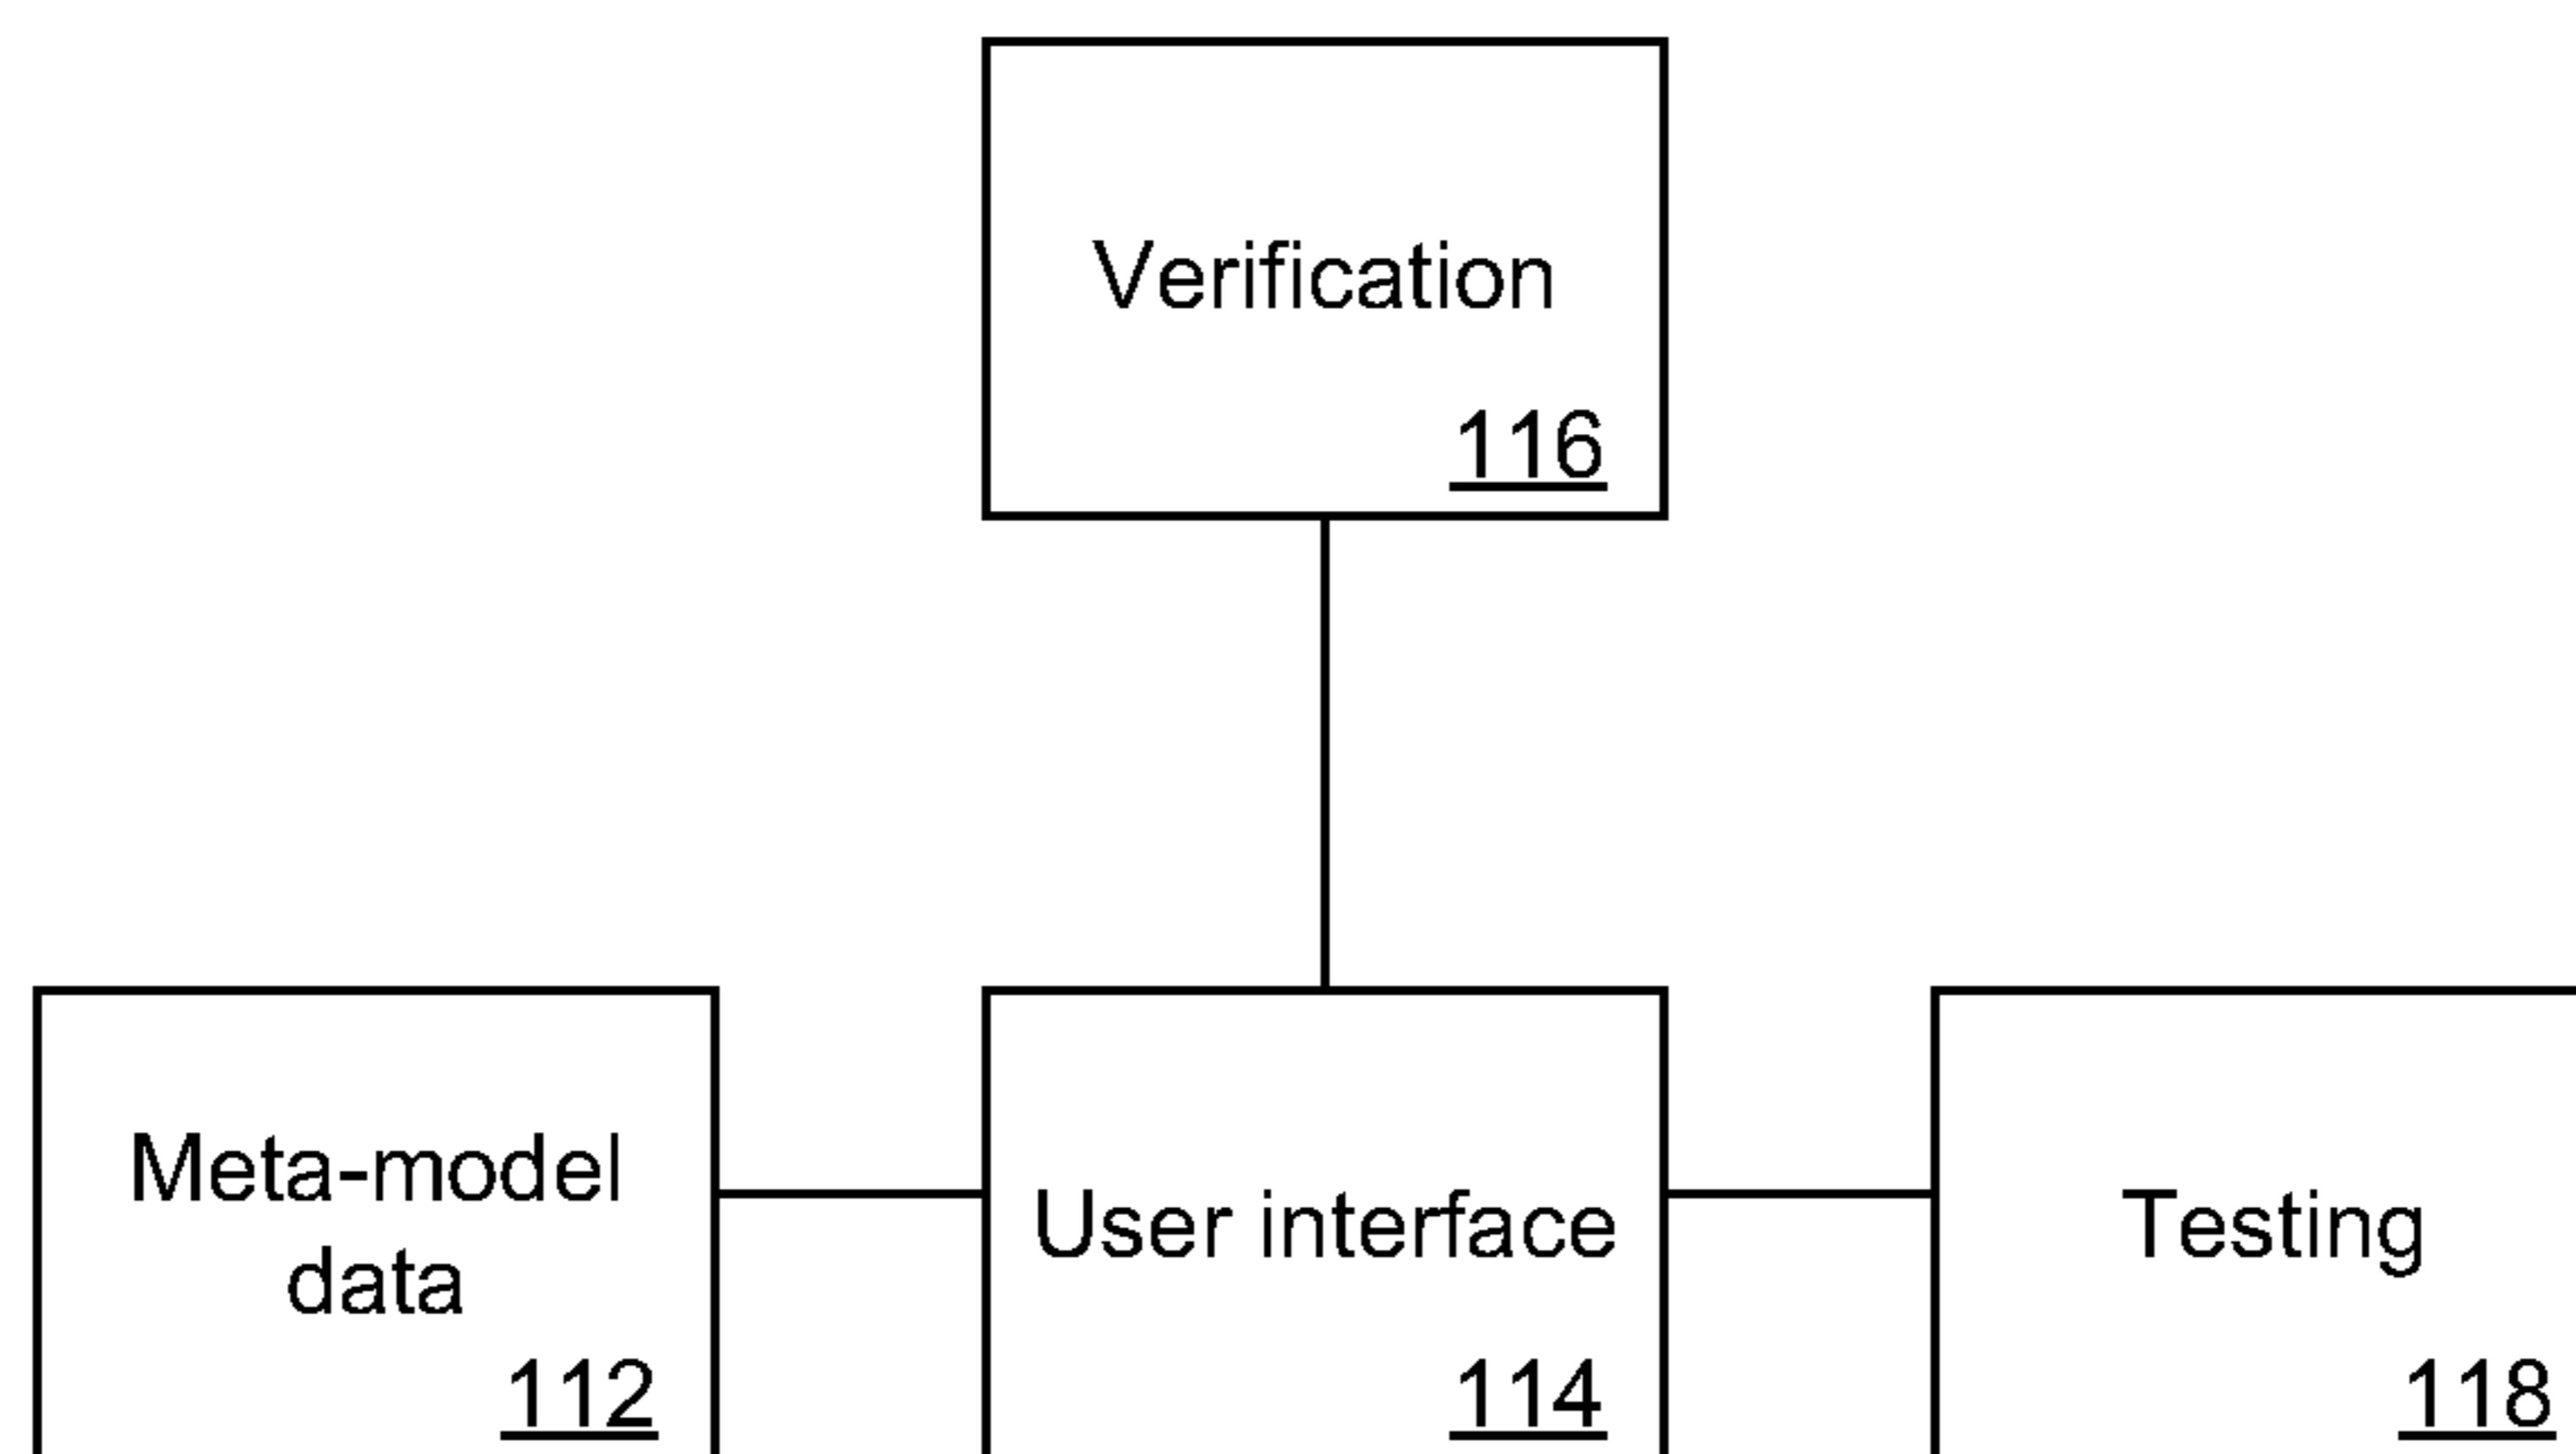 Verification
116
Meta-model
data
112
User interface
114
Testing
118